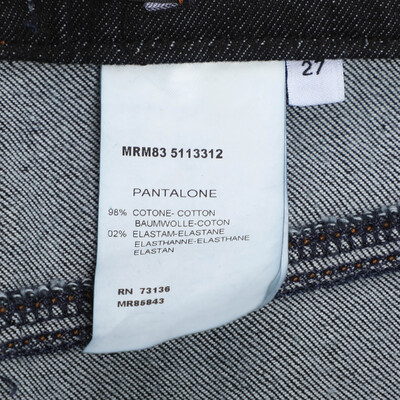 27
MRM83 5113312
PANTALONE
98% COTONE- COTTON
BAUMWOLLE-COTON
02% ELASTAM-ELASTANE
ELASTHANNE-ELASTHANE
ELASTAN
RN 73136
MR85843